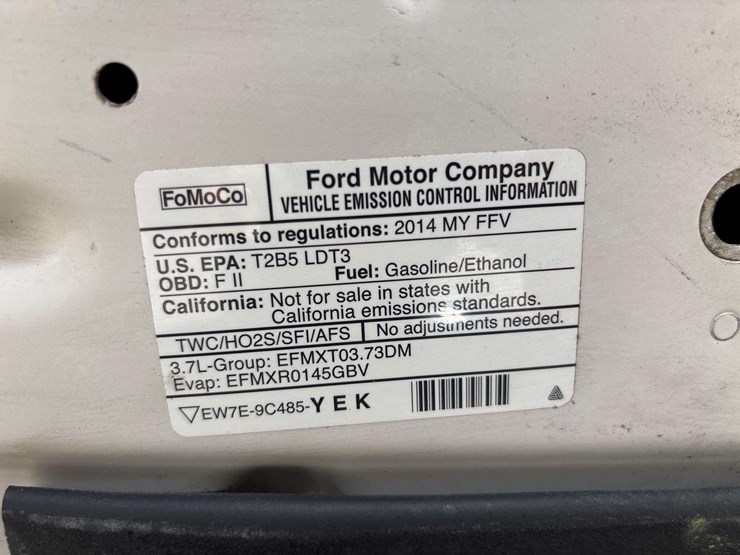 FoMoCo
Ford Motor Company
VEHICLE EMISSION CONTROL INFORMATION
Conforms to regulations: 2014 MY FFV
U.S. EPA: T2B5 LDT3
OBD: F II Fuel: Gasoline/Ethanol
California: Not for sale in states with
California emissions standards.
TWC/HO2S/SFI/AFS No adjustments needed.
3.7L-Group: EFMXT03.73DM
Evap: EFMXR0145GBV
EW7E-9C485-Y E K